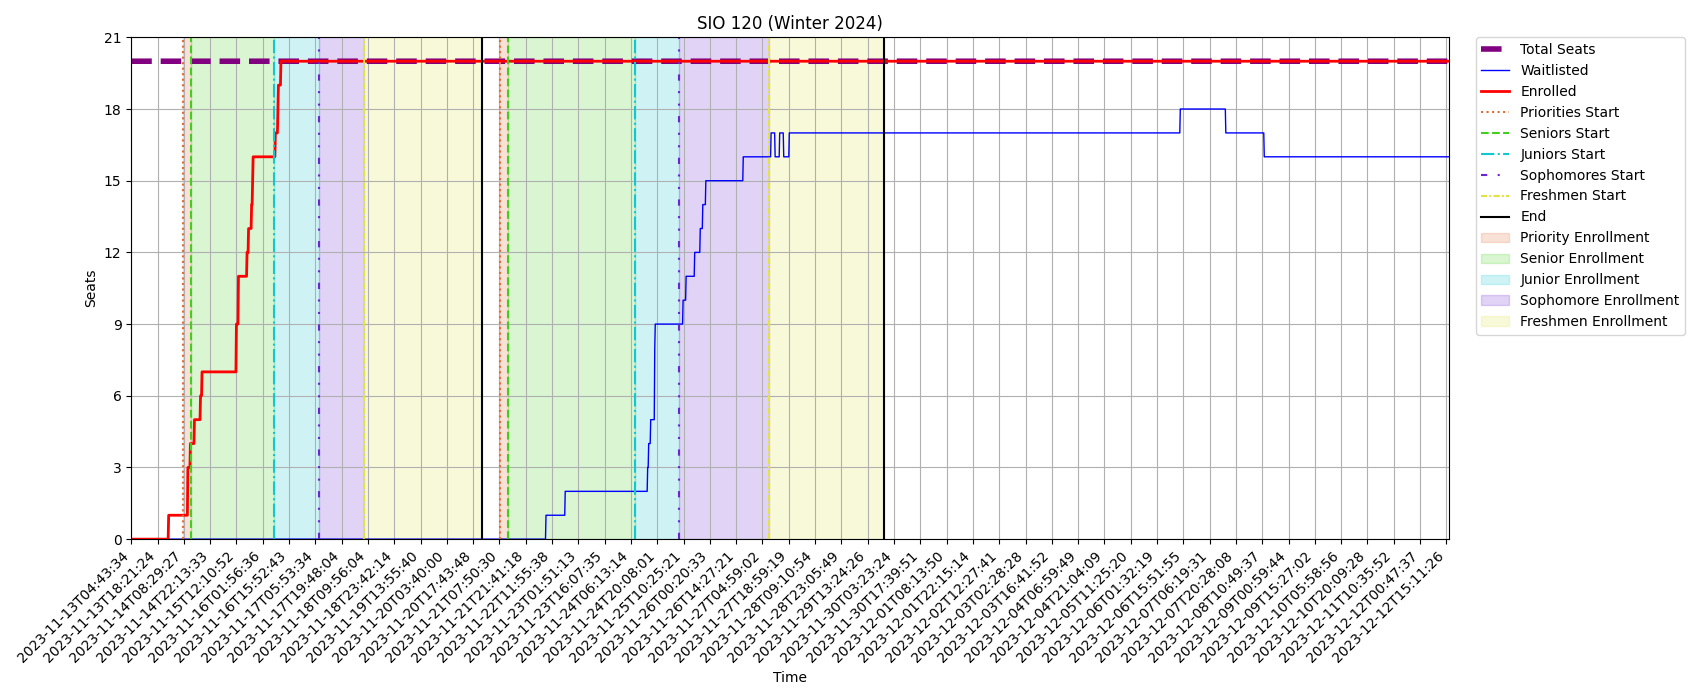 SIO 120 (Winter 2024)
21
18
15
12
9
6
3
0
Seats
2023-11-13T04:43:34
2023-11-13T18:21:24
2023-11-14T08:29:27
2023-11-14T22:13:33
2023-11-15T12:10:52
2023-11-16T01:56:36
2023-11-16T15:52:43
2023-11-17T05:53:34
2023-11-17T19:48:04
2023-11-18T09:56:04
2023-11-18T23:42:14
2023-11-19T13:55:40
2023-11-20T03:40:00
2023-11-20T17:43:48
2023-11-21T07:50:30
2023-11-21T21:41:18
2023-11-22T11:55:38
2023-11-23T01:51:13
2023-11-23T16:07:35
2023-11-24T06:13:14
2023-11-24T20:08:01
2023-11-25T10:25:21
2023-11-26T00:20:33
2023-11-26T14:27:21
2023-11-27T04:59:02
2023-11-27T18:59:19
2023-11-28T09:10:54
2023-11-28T23:05:49
2023-11-29T13:24:26
2023-11-30T03:23:24
2023-11-30T17:39:51
2023-12-01T08:13:50
2023-12-01T22:15:14
2023-12-02T12:27:41
2023-12-03T02:28:28
2023-12-03T16:41:52
2023-12-04T06:59:49
2023-12-04T21:04:09
2023-12-05T11:25:20
2023-12-06T01:32:19
2023-12-06T15:51:55
2023-12-07T06:19:31
2023-12-07T20:28:08
2023-12-08T10:49:37
2023-12-09T00:59:44
2023-12-09T15:27:02
2023-12-10T05:58:56
2023-12-10T20:09:28
2023-12-11T10:35:52
2023-12-12T00:47:37
2023-12-12T15:11:26
Time
Total Seats
Waitlisted
Enrolled
Priorities Start
Seniors Start
Juniors Start
Sophomores Start
Freshmen Start
End
Priority Enrollment
Senior Enrollment
Junior Enrollment
Sophomore Enrollment
Freshmen Enrollment